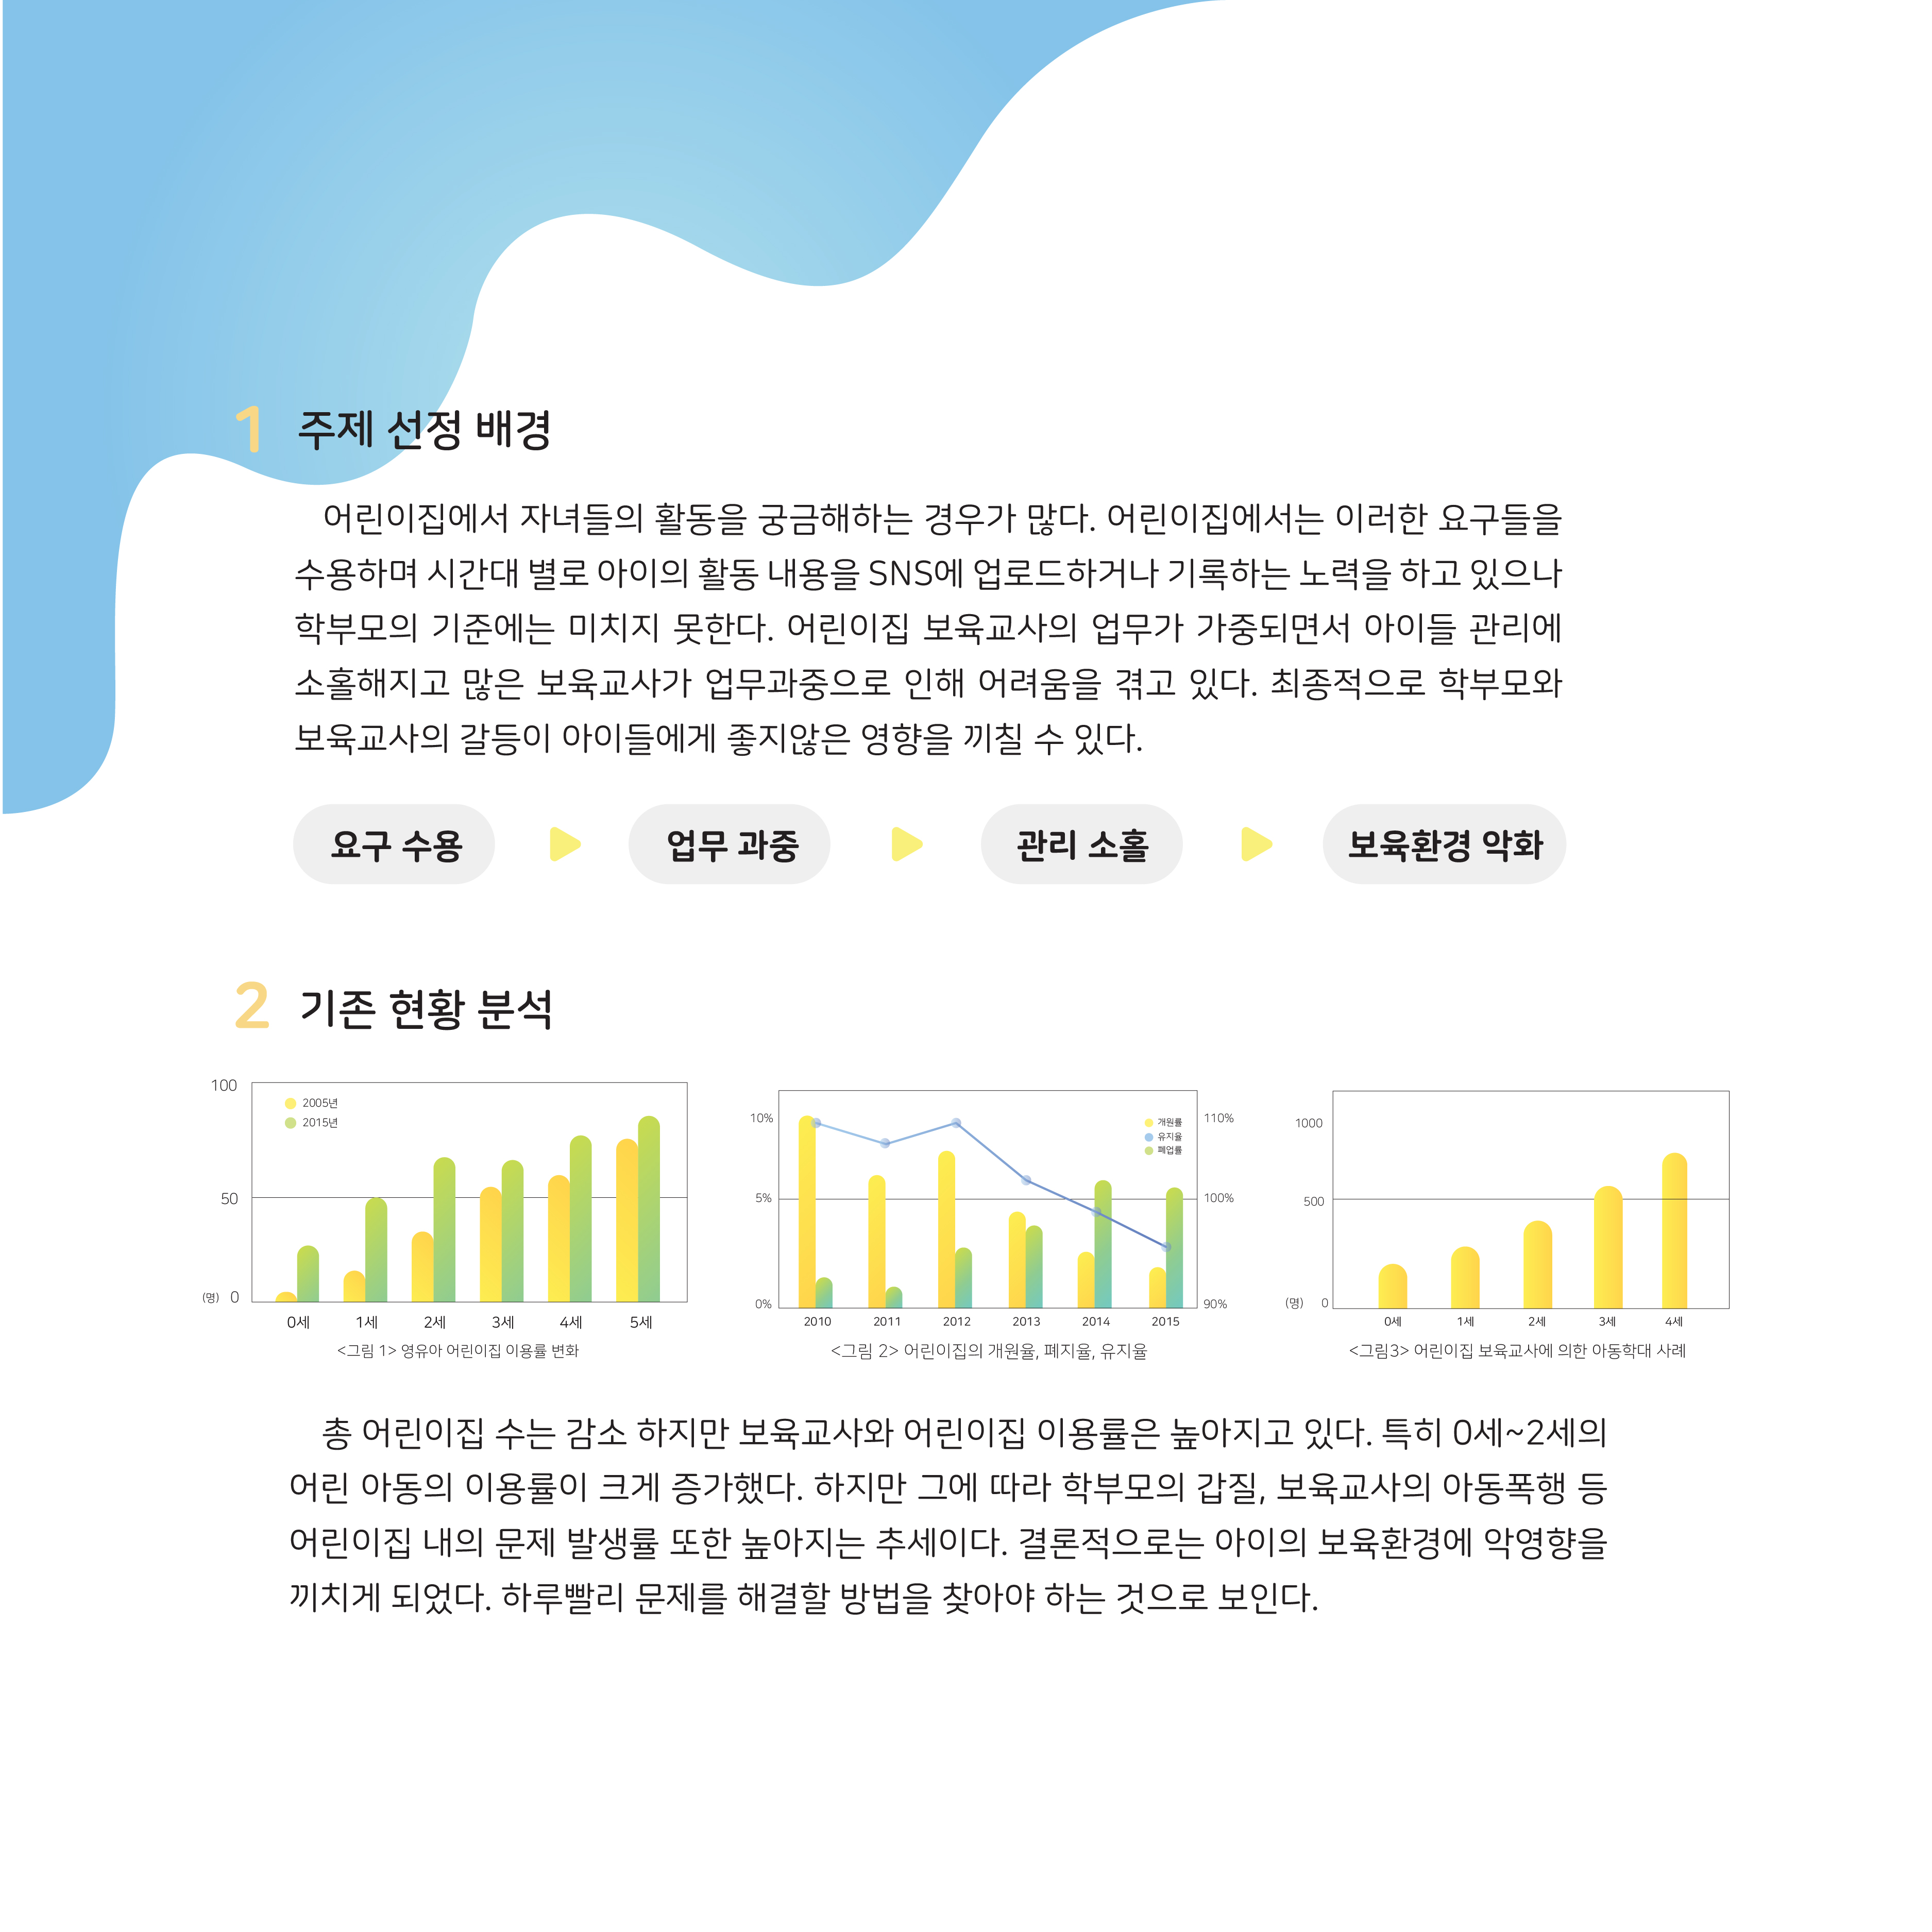 1 주제 선정 배경
어린이집에서 자녀들의 활동을 궁금해하는 경우가 많다. 어린이집에서는 이러한 요구들을
수용하며 시간대 별로 아이의 활동 내용을 SNS에 업로드하거나 기록하는 노력을 하고 있으나
학부모의 기준에는 미치지 못한다. 어린이집 보육교사의 업무가 가중되면서 아이들 관리에
소홀해지고 많은 보육교사가 업무과중으로 인해 어려움을 겪고 있다. 최종적으로 학부모와
보육교사의 갈등이 아이들에게 좋지않은 영향을 끼칠 수 있다.
요구 수용
업무 과중
관리 소홀
보육환경 악화
2 기존 현황 분석
100
50
(명) 0
2005년
2015년
0세 1세 2세 3세 4세 5세
<그림 1> 영유아 어린이집 이용률 변화
10%
5%
0%
개원률
유지율
폐업률
110%
100%
90%
2010 2011 2012 2013 2014 2015
<그림 2> 어린이집의 개원율, 폐지율, 유지율
1000
500
(명) 0
0세 1세 2세 3세 4세
<그림3> 어린이집 보육교사에 의한 아동학대 사례
총 어린이집 수는 감소 하지만 보육교사와 어린이집 이용률은 높아지고 있다. 특히 0세~2세의
어린 아동의 이용률이 크게 증가했다. 하지만 그에 따라 학부모의 갑질, 보육교사의 아동폭행 등
어린이집 내의 문제 발생률 또한 높아지는 추세이다. 결론적으로는 아이의 보육환경에 악영향을
끼치게 되었다. 하루빨리 문제를 해결할 방법을 찾아야 하는 것으로 보인다.